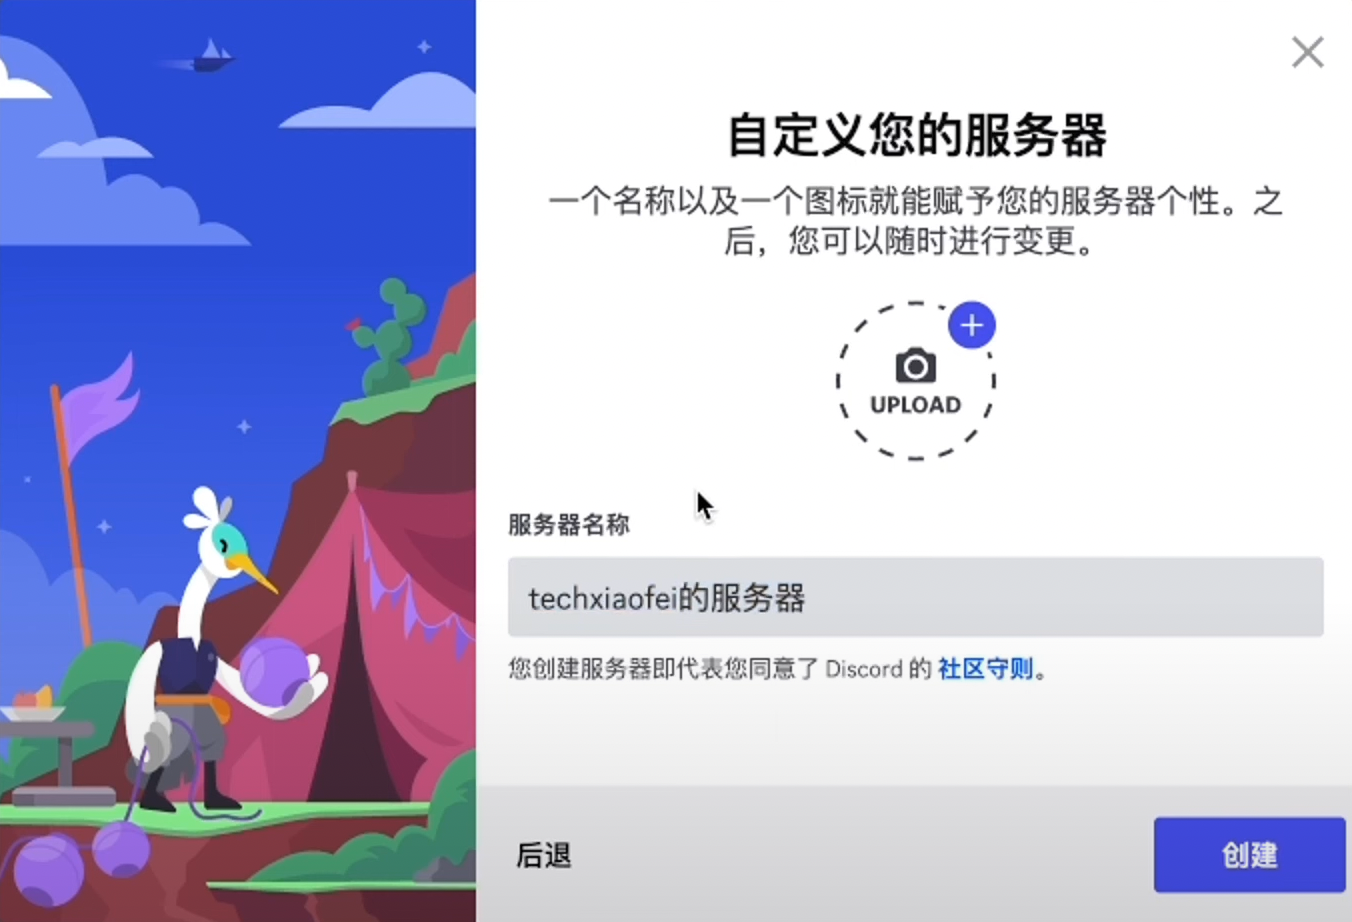 自定义您的服务器
一个名称以及一个图标就能赋予您的服务器个性。之
后，您可以随时进行变更。
UPLOAD
服务器名称
techxiaofei的服务器
您创建服务器即代表您同意了 Discord 的 社区守则。
后退
创建